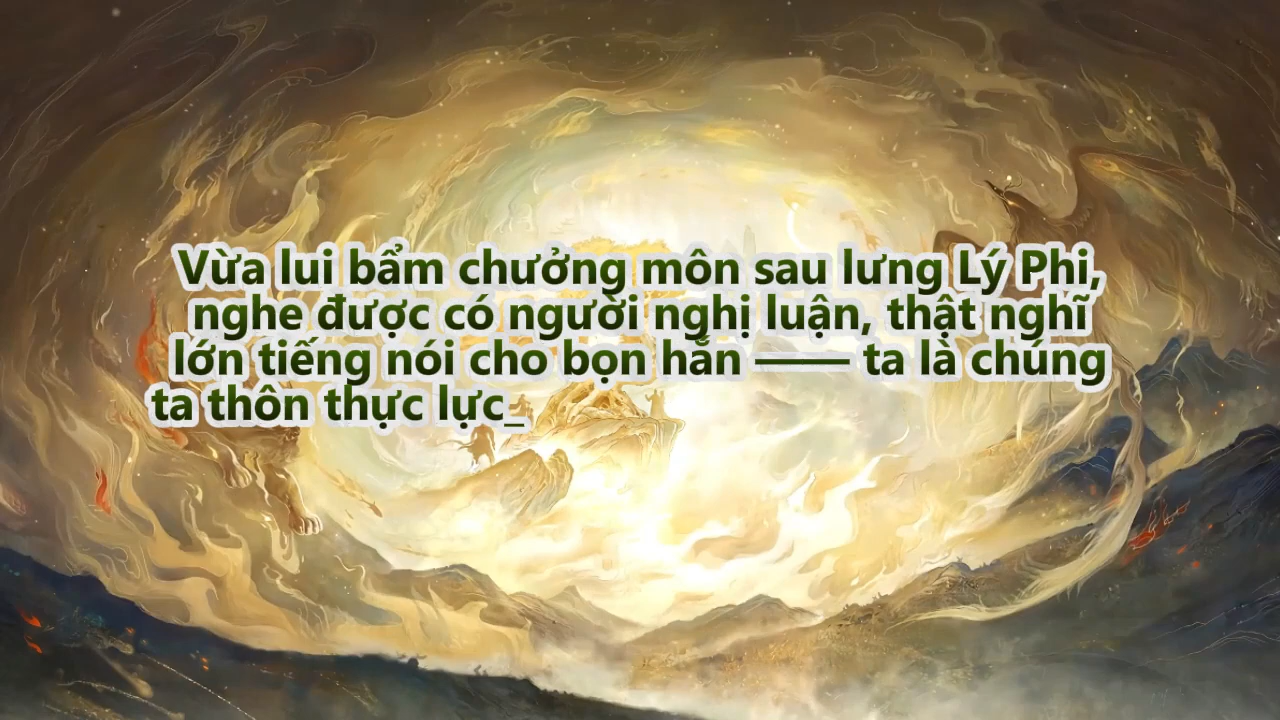 Vừa lui bẩm chưởng môn sau lưng Lý Phi,
nghe được có người nghị luận, thật nghĩ
lớn tiếng nói cho bọn hắn —— ta là chúng
ta thôn thực lực_